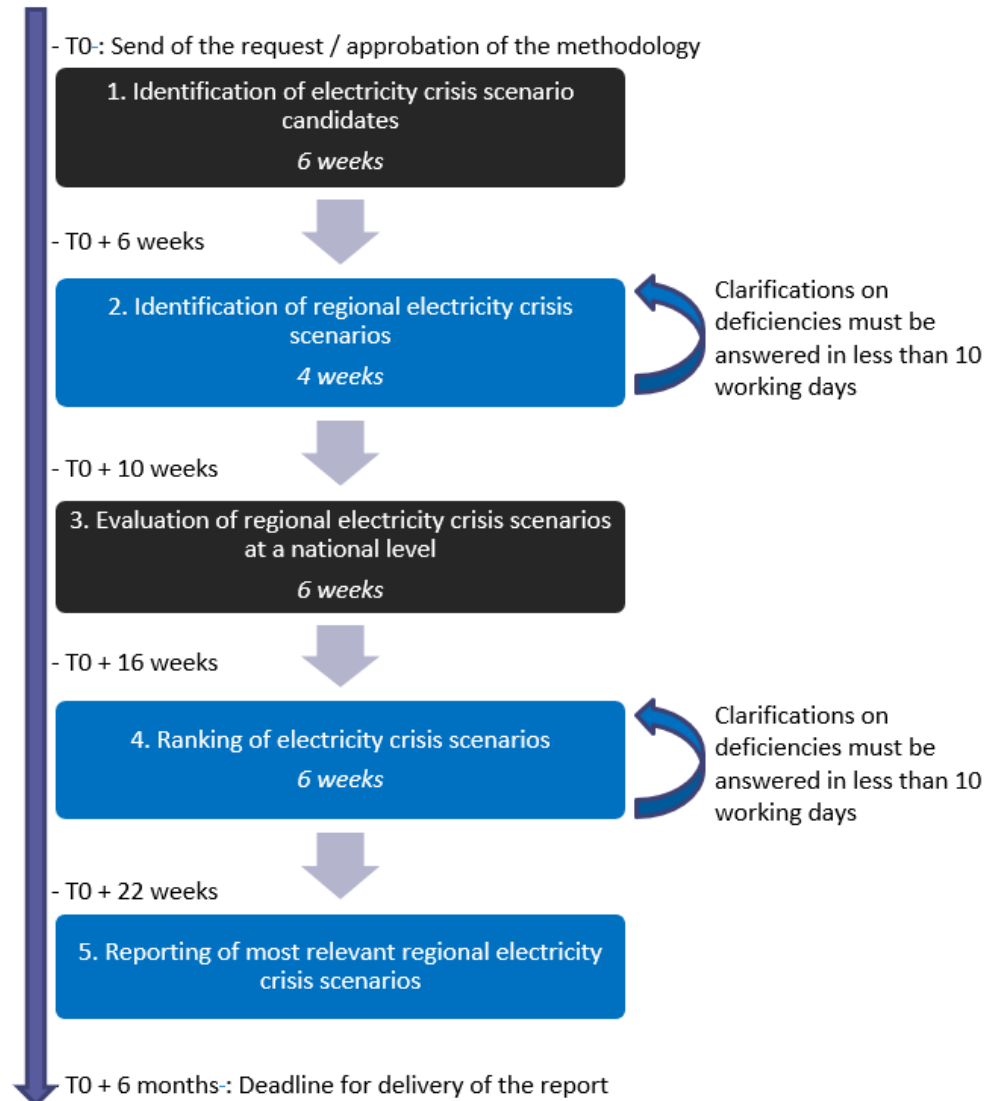 - T0-: Send of the request / approbation of the methodology
1. Identification of electricity crisis scenario
candidates
6 weeks
- T0 + 6 weeks
2. Identification of regional electricity crisis
scenarios
4 weeks
Clarifications on
deficiencies must be
answered in less than 10
working days
- T0 + 10 weeks
3. Evaluation of regional electricity crisis scenarios
at a national level
6 weeks
- T0 + 16 weeks
4. Ranking of electricity crisis scenarios
6 weeks
Clarifications on
deficiencies must be
answered in less than 10
working days
- T0 + 22 weeks
5. Reporting of most relevant regional electricity
crisis scenarios
- T0 + 6 months-: Deadline for delivery of the report